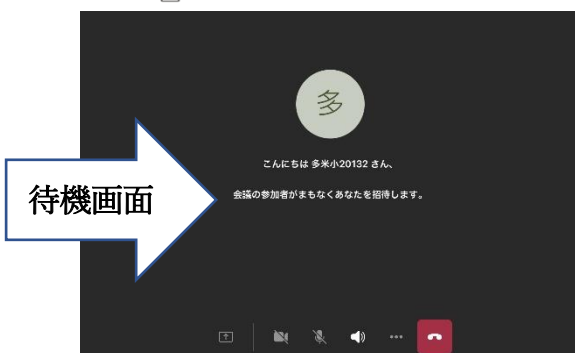 多
こんにちは 多米小20132 さん、
会議の参加者がまもなくあなたを招待します。
待機画面